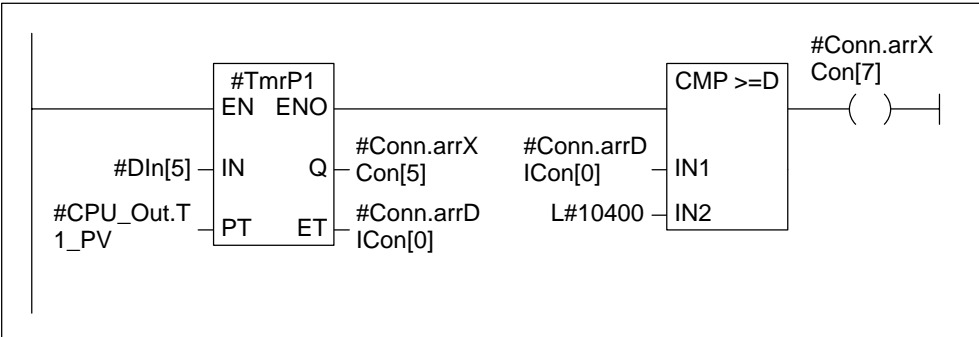 #Conn.arrX
Con[7]
#TmrP1
EN ENO
CMP >=D
#DIn[5]
IN
Q
#Conn.arrX
Con[5]
#Conn.arrD
ICon[0]
IN1
#CPU_Out.T
1_PV
PT
ET
#Conn.arrD
ICon[0]
L#10400
IN2